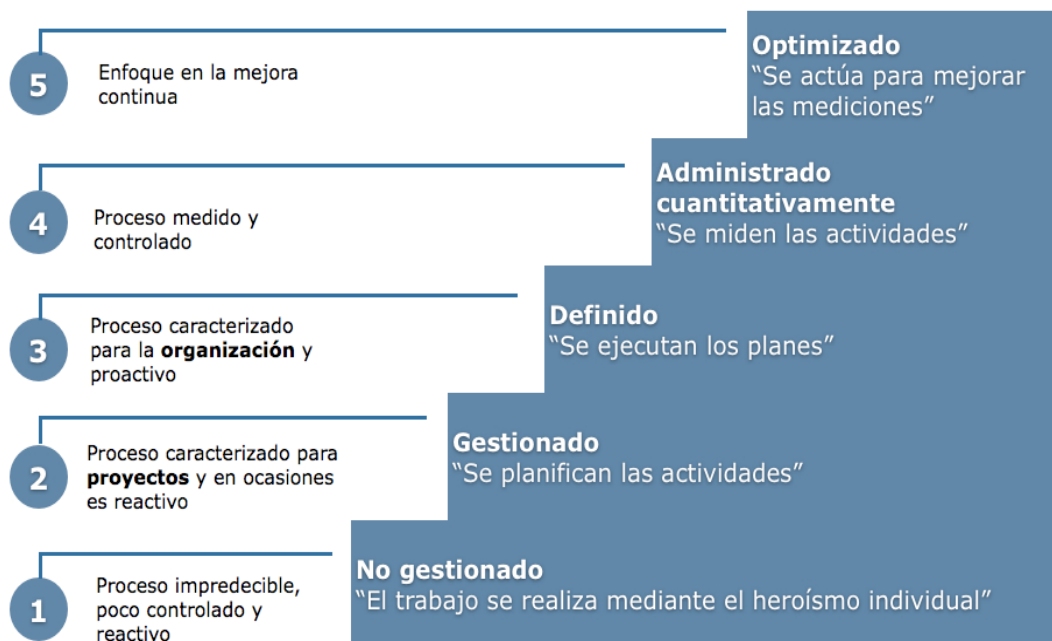 5
Enfoque en la mejora
continua
Optimizado
“Se actúa para mejorar
las mediciones”
4
Proceso medido y
controlado
Administrado
cuantitativamente
“Se miden las actividades”
3
Proceso caracterizado
para la organización y
proactivo
Definido
“Se ejecutan los planes”
2
Proceso caracterizado para
proyectos y en ocasiones
es reactivo
Gestionado
“Se planifican las actividades”
1
Proceso impredecible,
poco controlado y
reactivo
No gestionado
“El trabajo se realiza mediante el heroísmo individual”